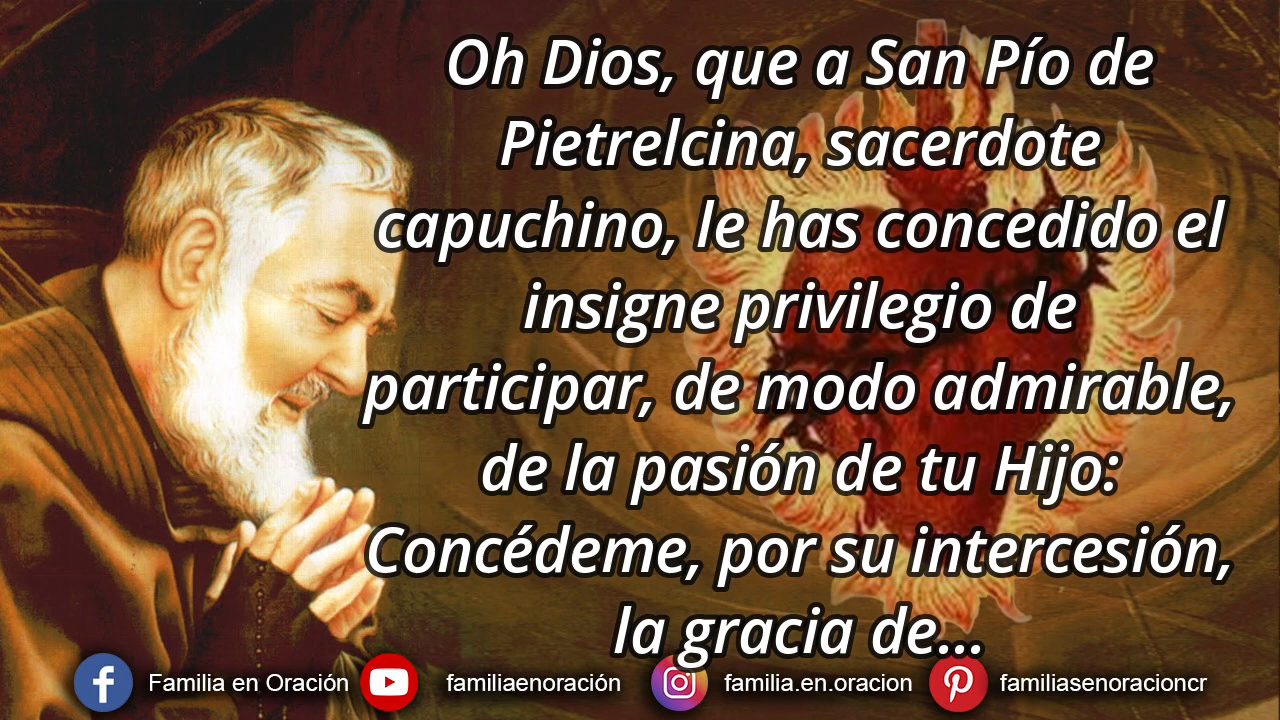 Oh Dios, que a San Pío de
Pietrelcina, sacerdote
capuchino, le has concedido el
insigne privilegio de
participar, de modo admirable,
de la pasión de tu Hijo:
Concédeme, por su intercesión,
la gracia de...
Familia en Oración familiaenoración familia.en.oracion familiasenoracioncr